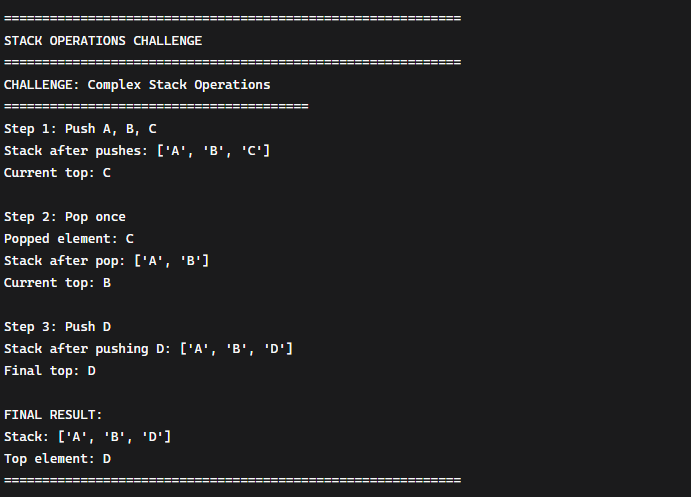 ============================================================
STACK OPERATIONS CHALLENGE
============================================================
CHALLENGE: Complex Stack Operations
========================================
Step 1: Push A, B, C
Stack after pushes: ['A', 'B', 'C']
Current top: C
Step 2: Pop once
Popped element: C
Stack after pop: ['A', 'B']
Current top: B
Step 3: Push D
Stack after pushing D: ['A', 'B', 'D']
Final top: D
FINAL RESULT:
Stack: ['A', 'B', 'D']
Top element: D
============================================================